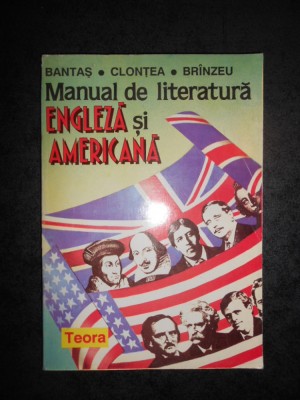 BANTAȘ • CLONȚEA • BRÎNZEU
Manual de literatură
ENGLEZĂ și
AMERICANĂ
Teora